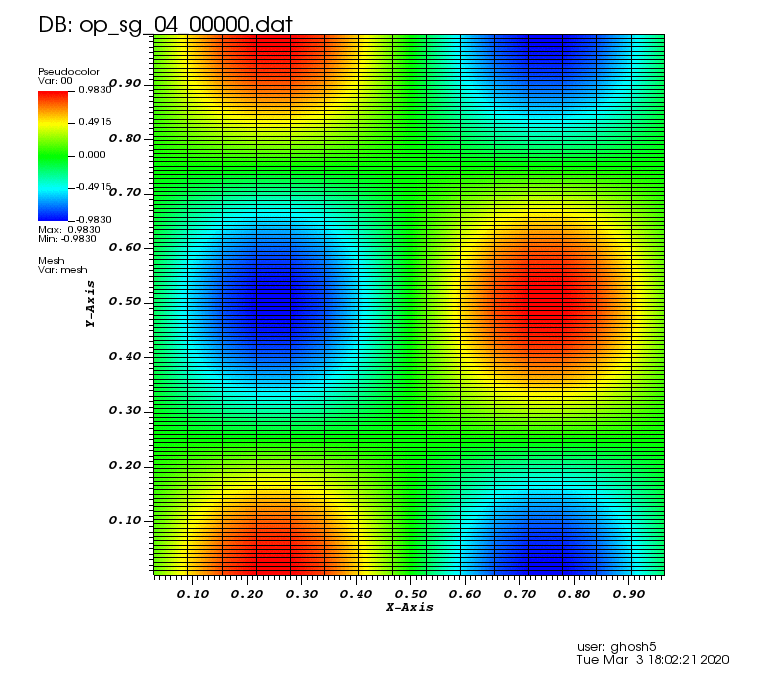 DB: op_sg_04_00000.dat
Pseudocolor
Var: 00
0.9830
0.4915
0.000
-0.4915
-0.9830
Max: 0.9830
Min: -0.9830
Mesh
Var: mesh
Y-Axis
0.90
0.80
0.70
0.60
0.50
0.40
0.30
0.20
0.10
0.10 0.20 0.30 0.40 0.50 0.60 0.70 0.80 0.90
X-Axis
user: ghosh5
Tue Mar 3 18:02:21 2020